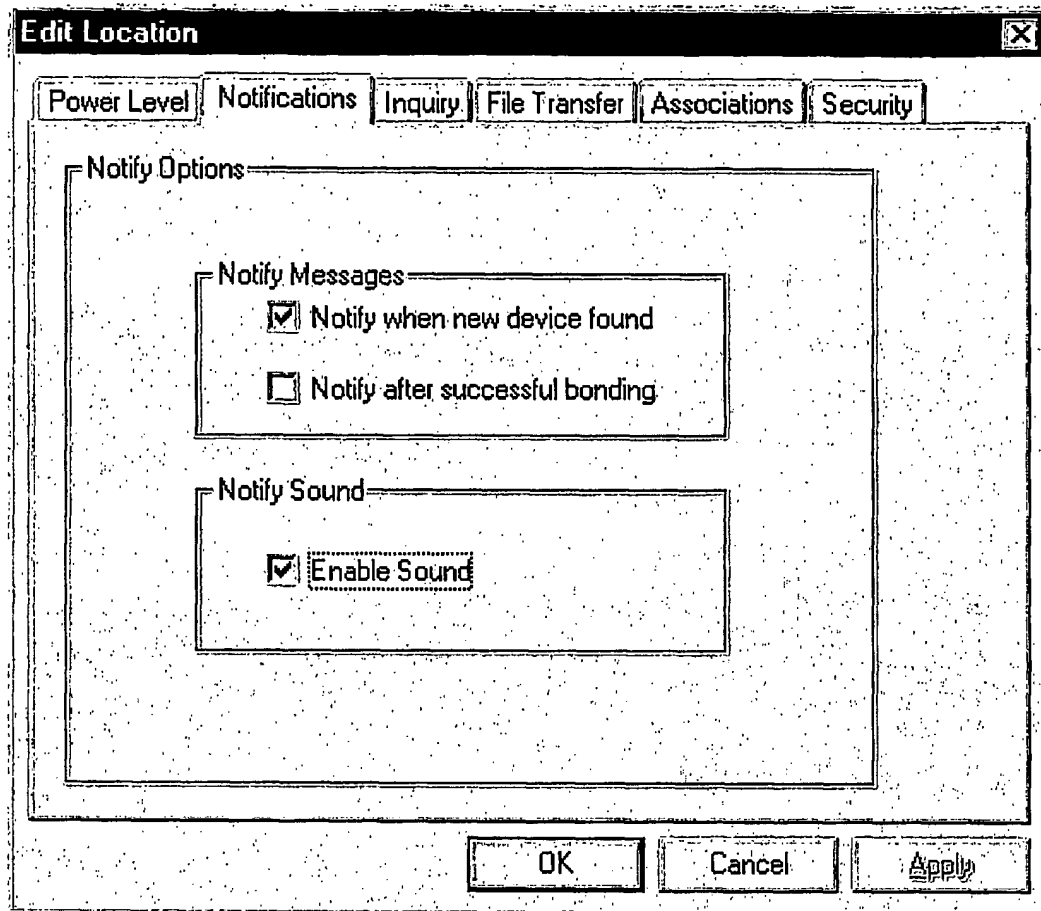 Edit Location
Power Level Notifications Inquiry File Transfer Associations Security
Notify Options
Notify Messages
Notify when new device found
Notify after successful bonding
Notify Sound
Enable Sound
OK Cancel Apply